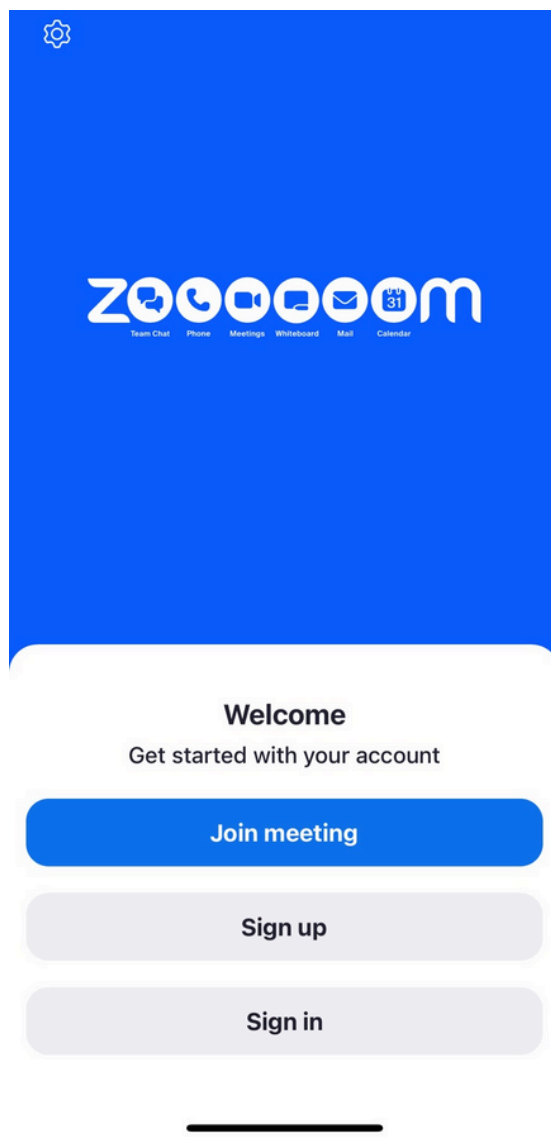 zoooooom
31
Team Chat Phone Meetings Whiteboard Mail Calendar
Welcome
Get started with your account
Join meeting
Sign up
Sign in